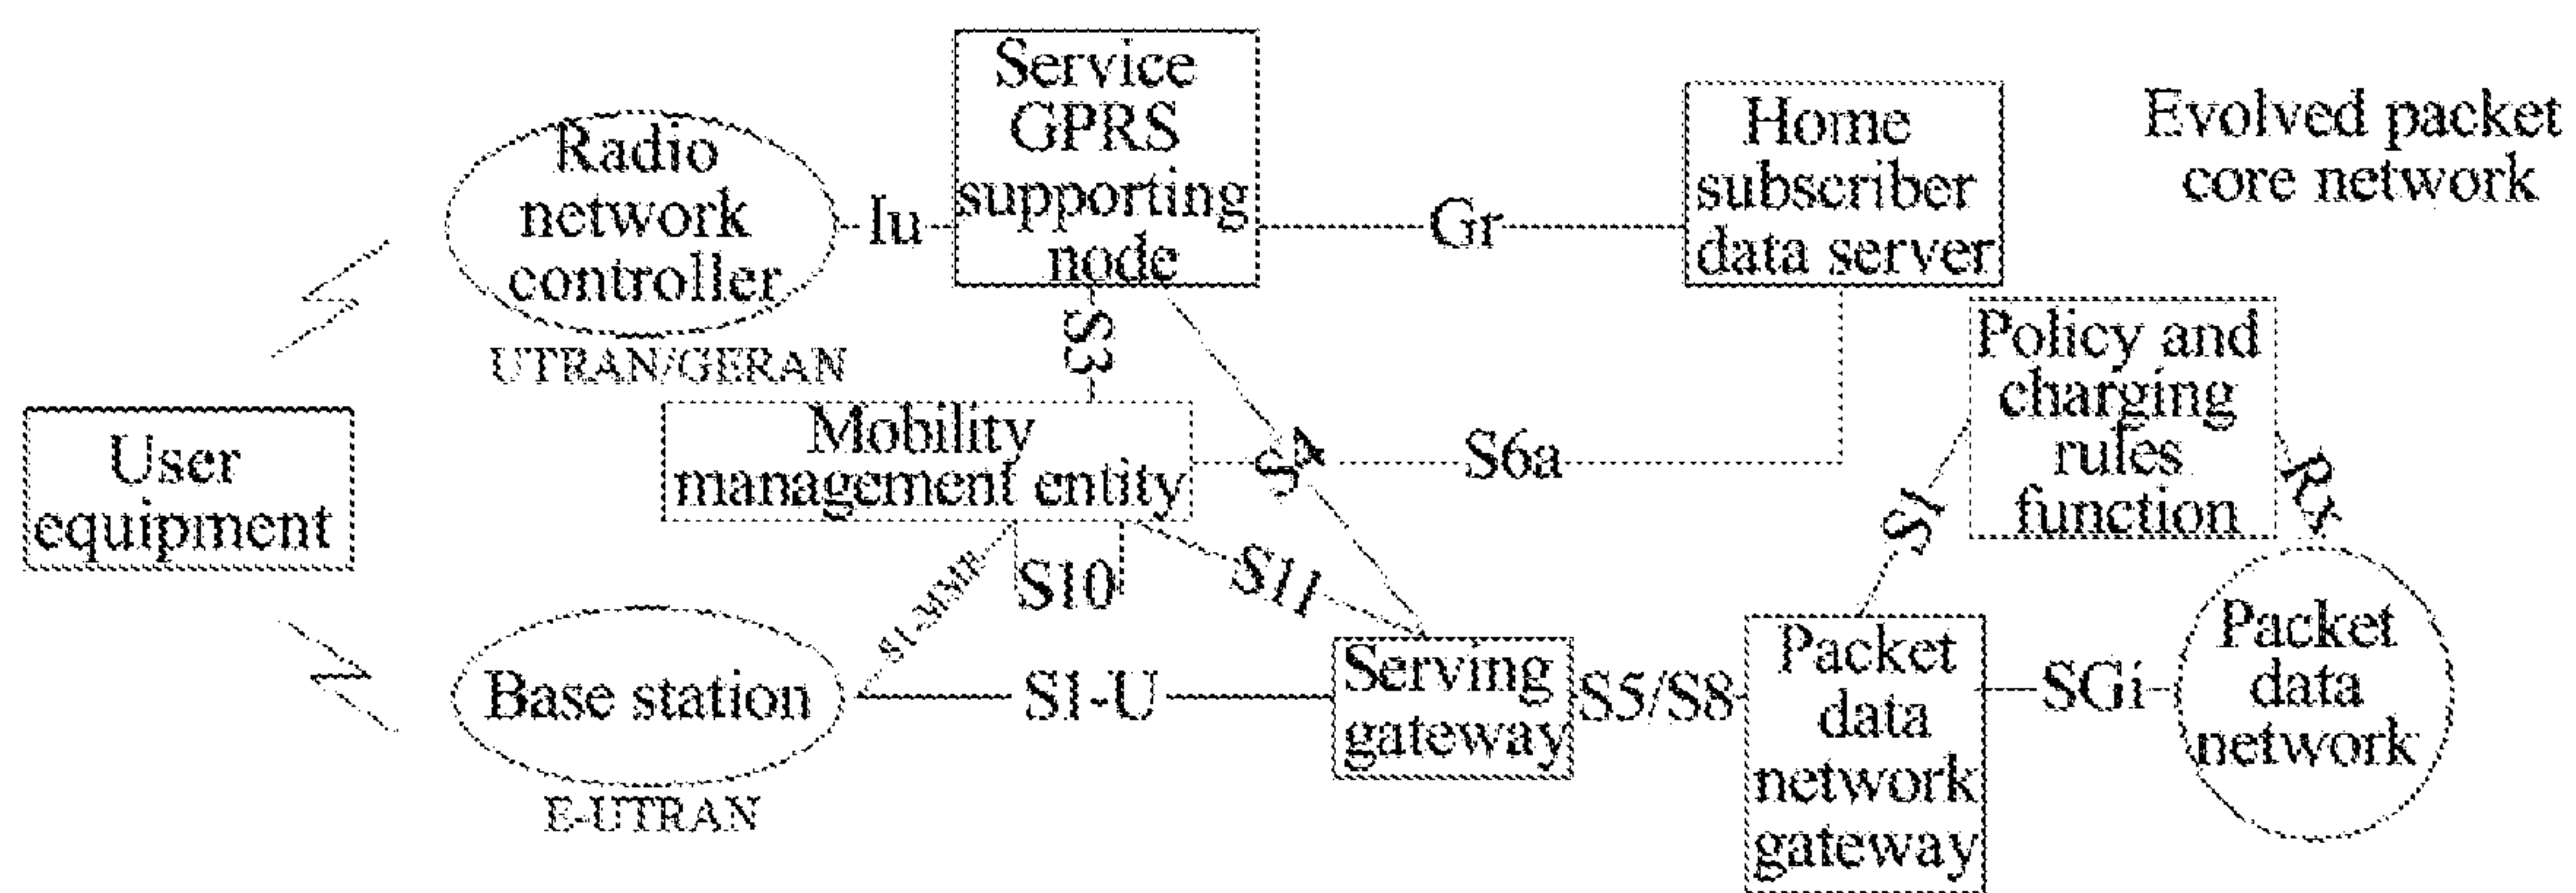 Service
GPRS
supporting
node
Radio
network
controller
Iu
Gr
Home
subscriber
data server
Evolved packet
core network
UTRAN/GERAN
S3
Policy and
charging
rules
function
User
equipment
Mobility
management entity
S4
S6a
S1-MME
S10
S11
Base station
E-UTRAN
S1-U
Serving
gateway
S5/S8
Packet
data
network
gateway
SGi
Packet
data
network